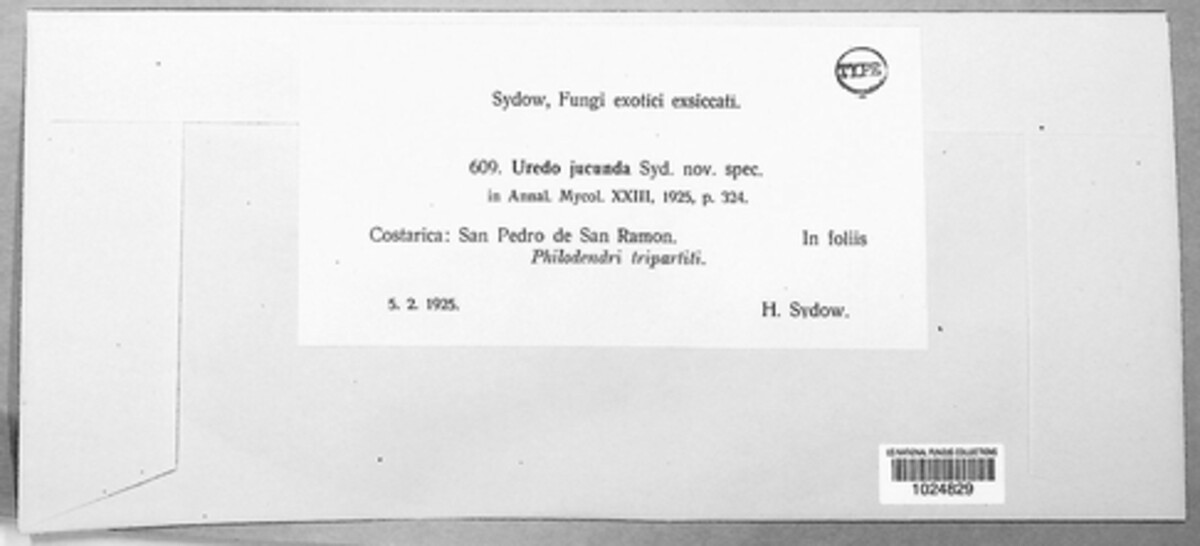 TYPE
Sydow, Fungi exotici exsiccati.
609. Uredo jucunda Syd. nov. spec.
in Annal. Mycol. XXIII, 1925, p. 324.
Costarica: San Pedro de San Ramon. In foliis
Philodendri tripartiti.
5. 2. 1925. H. Sydow.
US NATIONAL FUNGUS COLLECTIONS
1024829